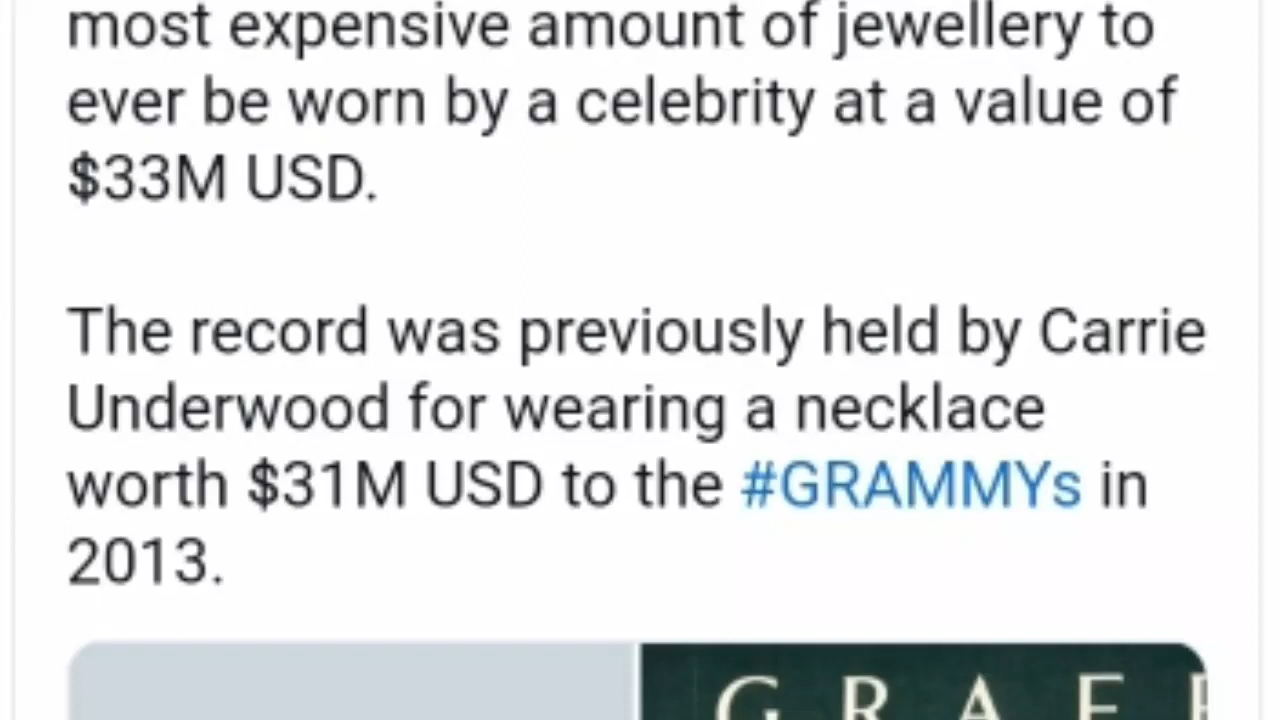 most expensive amount of jewellery to
ever be worn by a celebrity at a value of
$33M USD.
The record was previously held by Carrie
Underwood for wearing a necklace
worth $31M USD to the #GRAMMYs in
2013.
GRAF